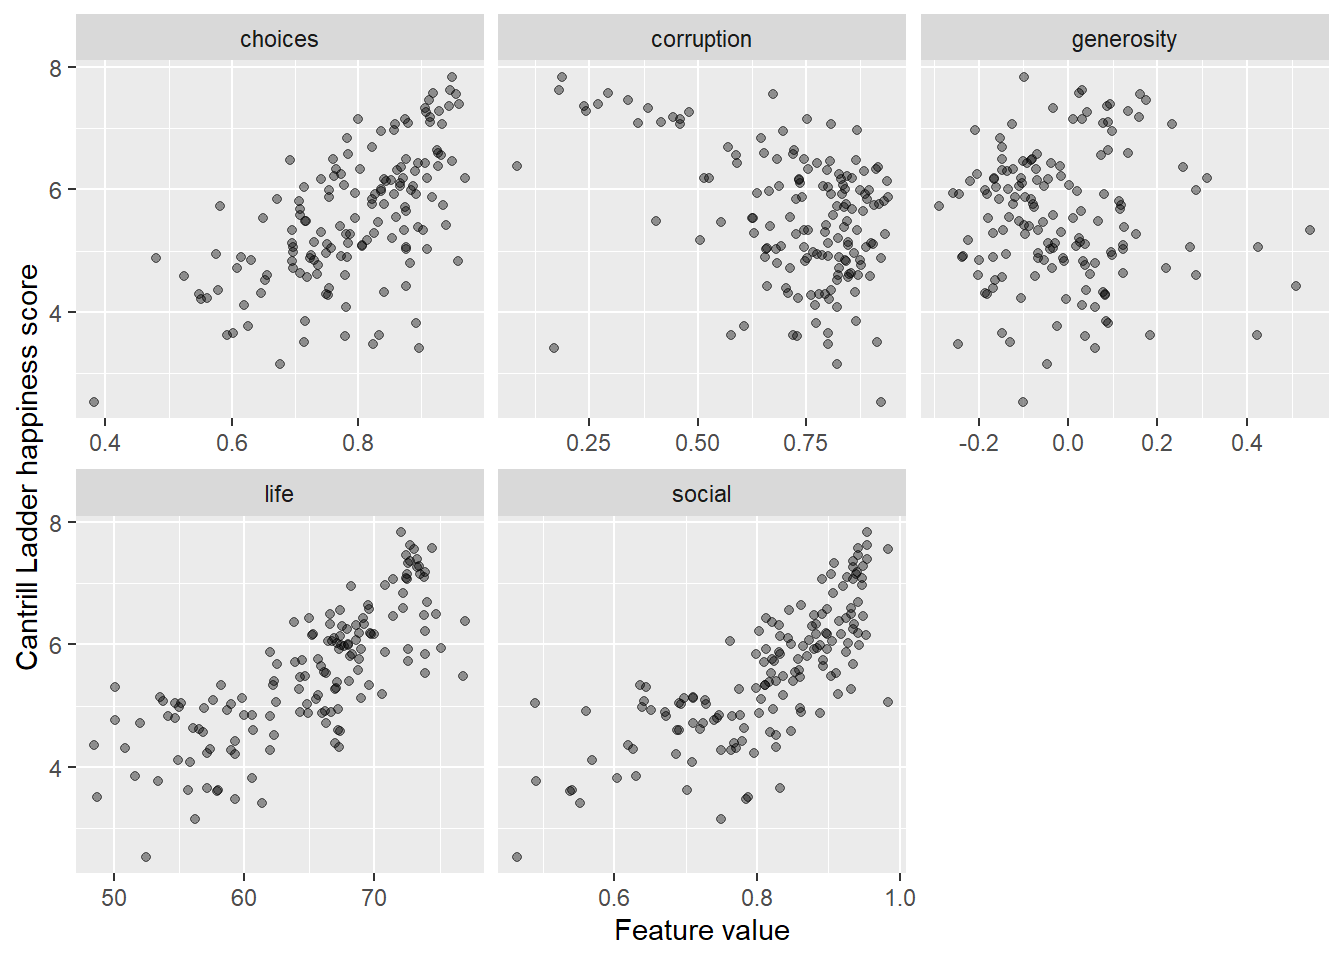 choices
corruption
generosity
8
6
4
0.4 0.6 0.8
0.25 0.50 0.75
-0.2 0.0 0.2 0.4
life
social
8
6
4
50 60 70
0.6 0.8 1.0
Cantrill Ladder happiness score
Feature value